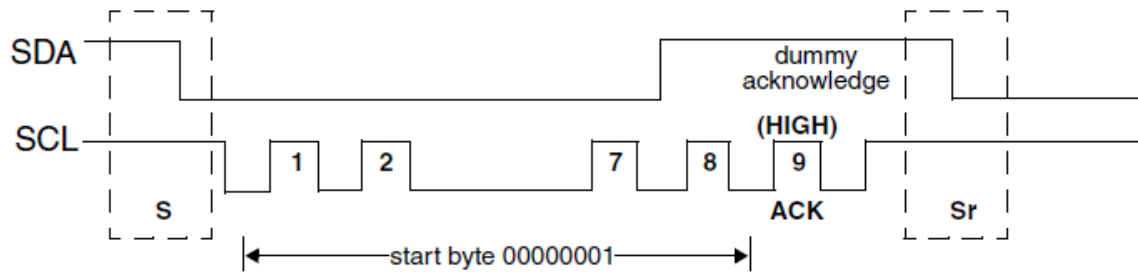 SDA
dummy
acknowledge
SCL
(HIGH)
1 2 7 8 9
S
ACK
Sr
start byte 00000001